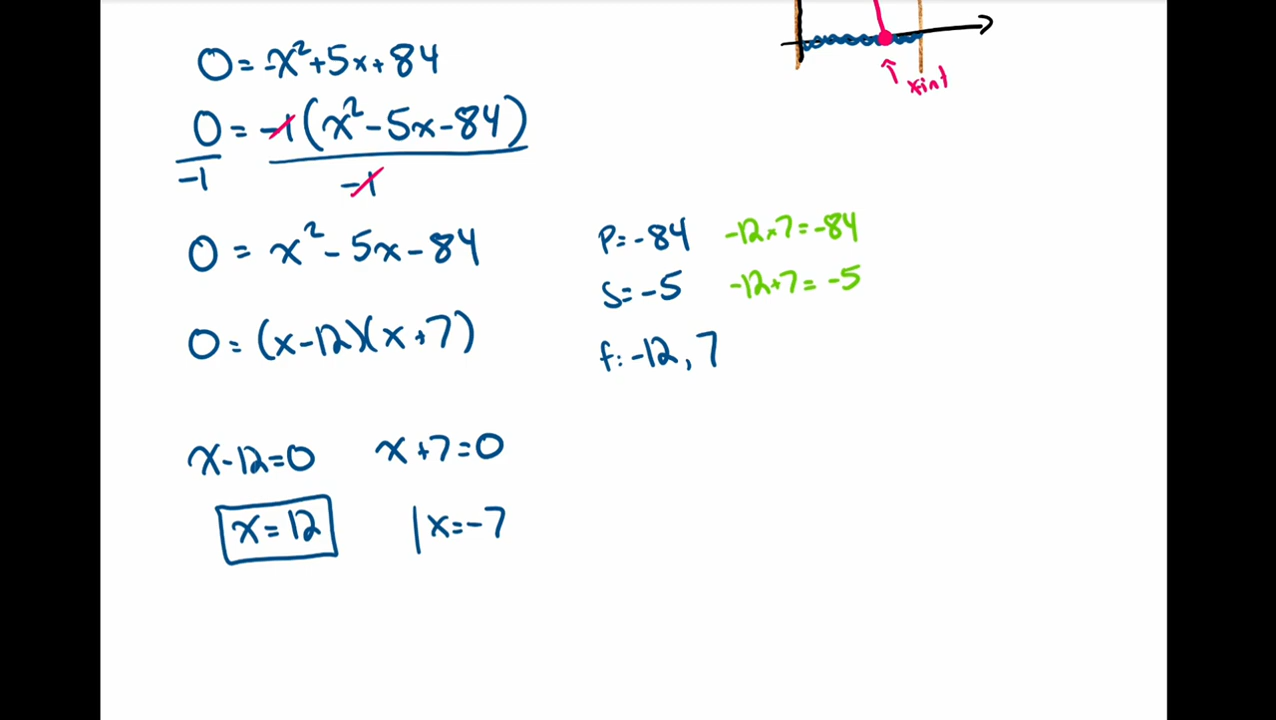 0 = -x²+5x+84
xint
0 = -1(x²-5x-84)
-1 -1
P=-84 -12×7=-84
0 = x²-5x-84
S=-5 -12+7=-5
0 = (x-12)(x+7)
f: -12, 7
x-12=0 x+7=0
x=12 x=-7